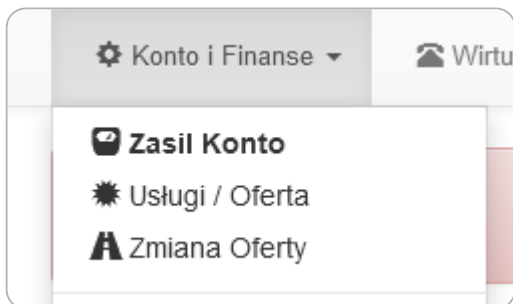 Konto i Finanse
Zasil Konto
Usługi / Oferta
Zmiana Oferty